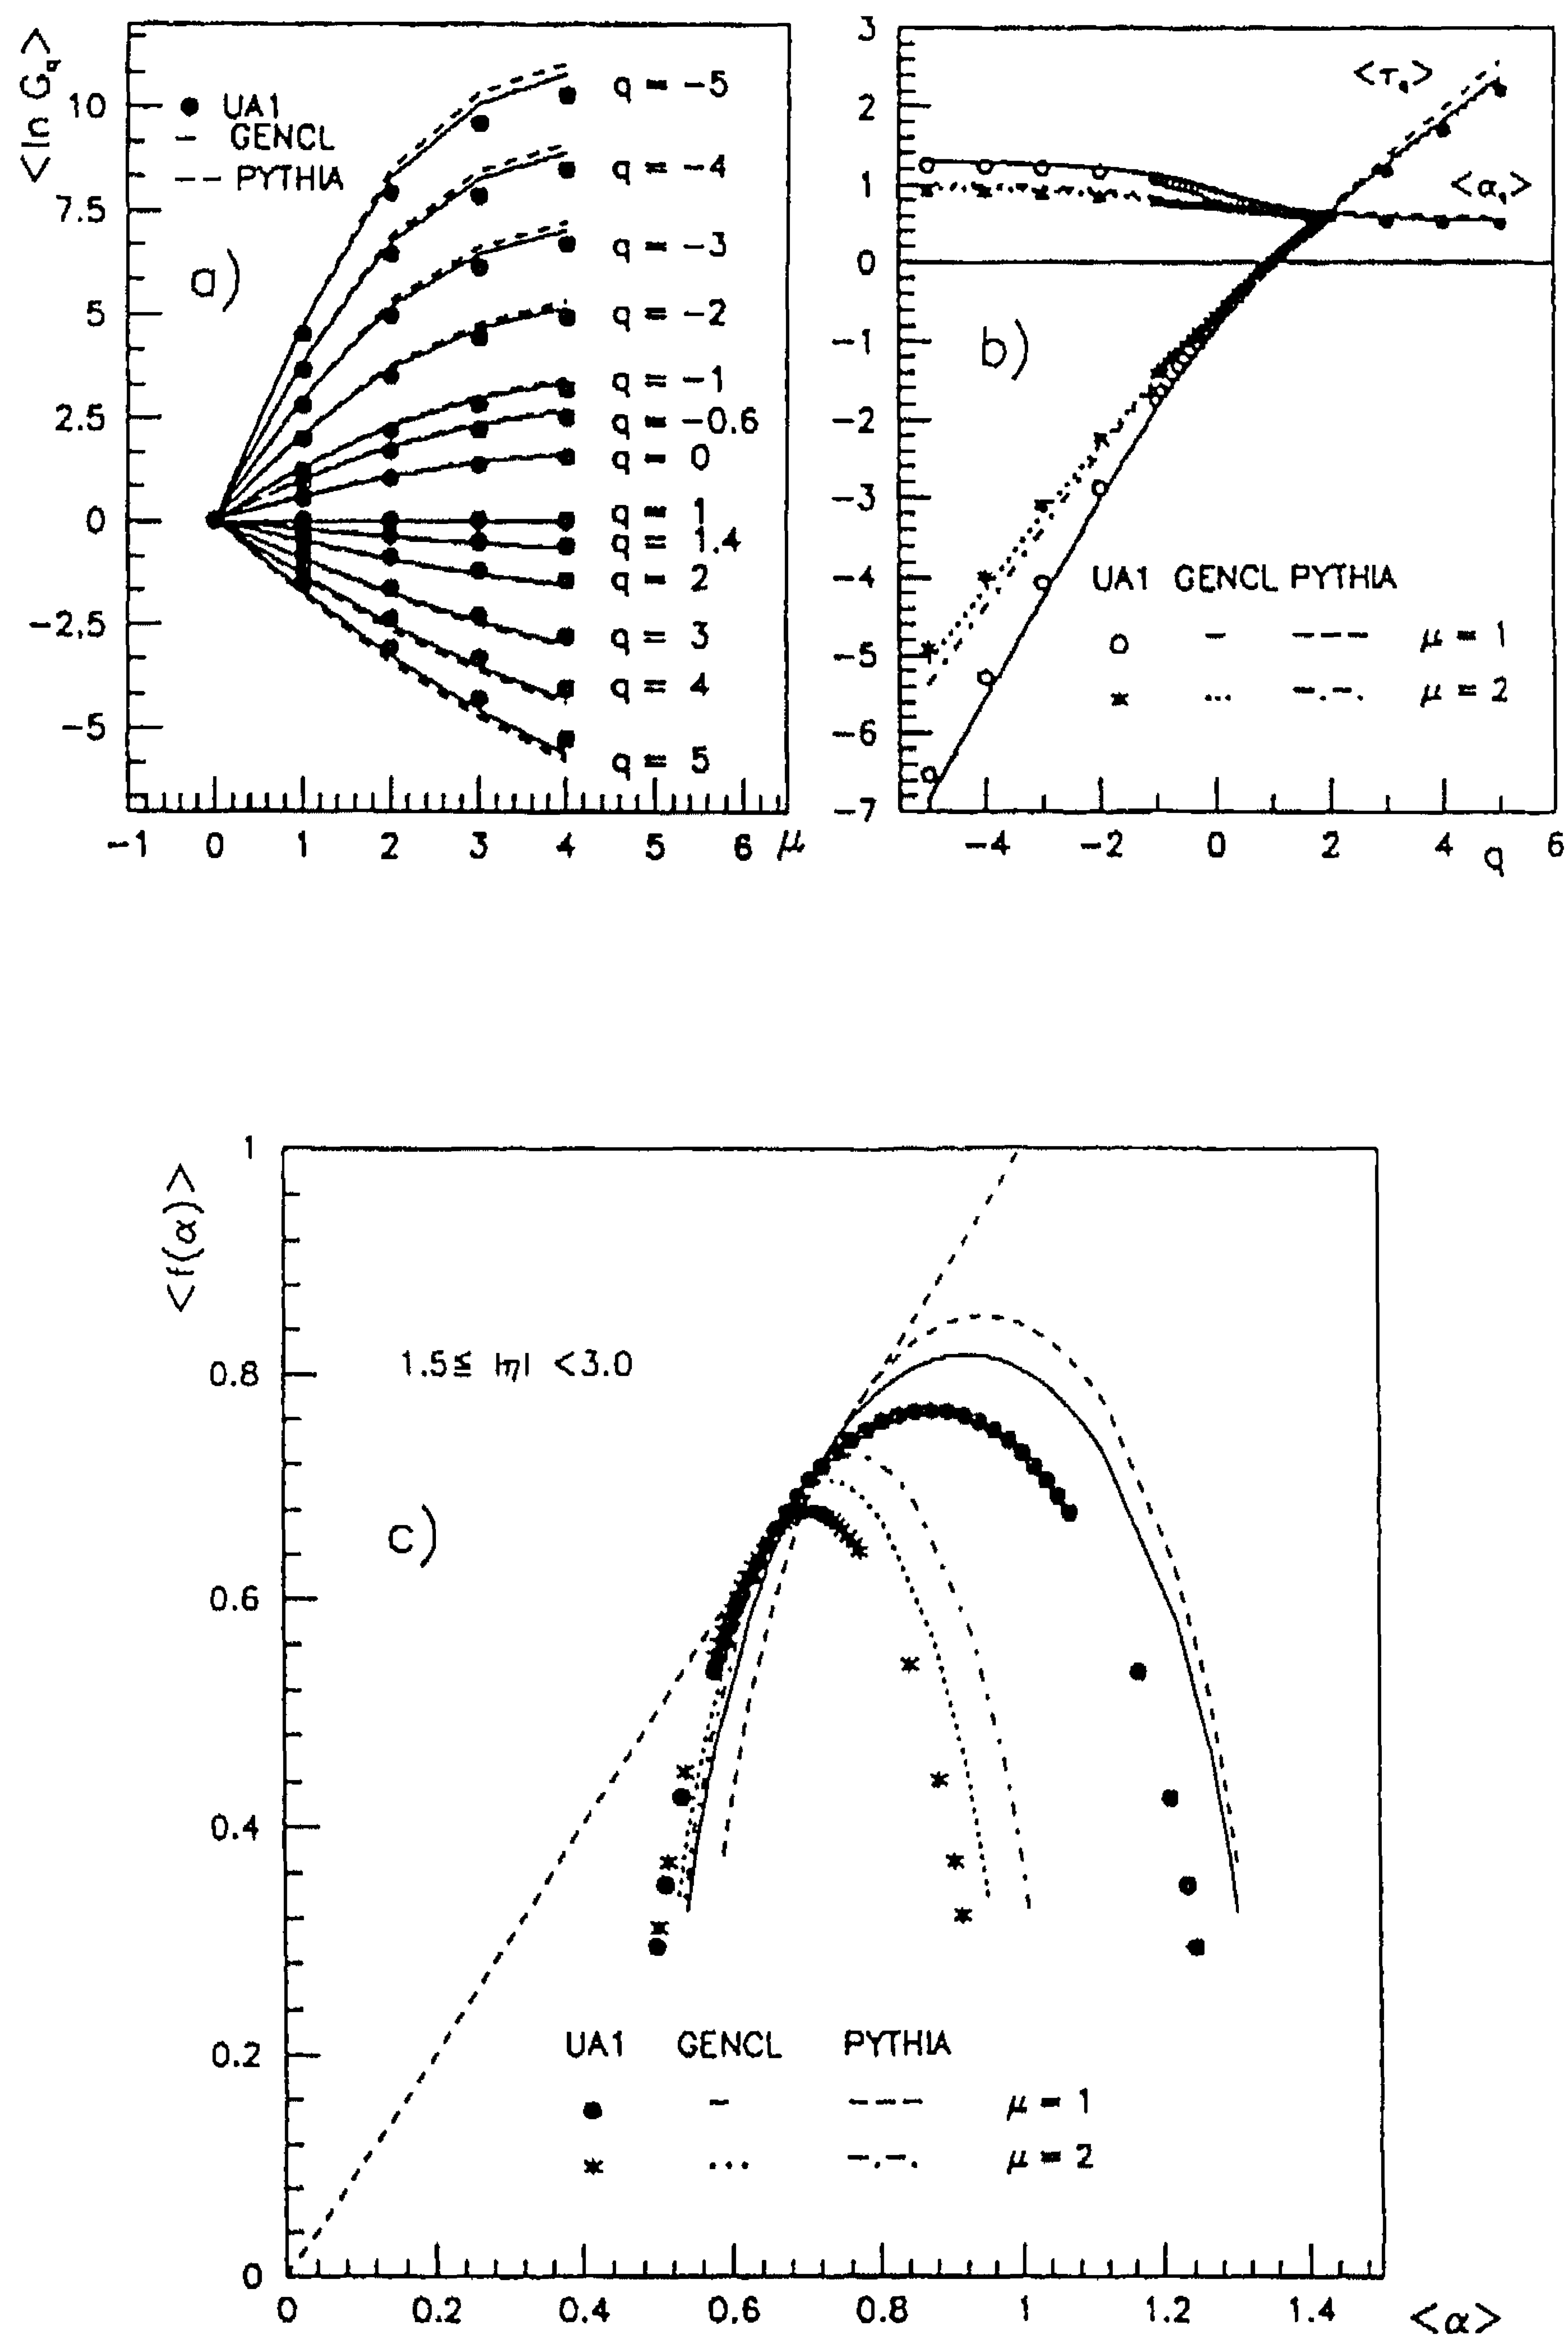 <ln G_q>
10
7.5
5
2.5
0
-2.5
-5
-1 0 1 2 3 4 5 6 μ
● UA1
— GENCL
-- PYTHIA
a)
q = -5
q = -4
q = -3
q = -2
q = -1
q = -0.6
q = 0
q = 1
q = 1.4
q = 2
q = 3
q = 4
q = 5
3
2
1
0
-1
-2
-3
-4
-5
-6
-7
-4 -2 0 2 4 q 6
<τ_q>
<α_q>
b)
UA1 GENCL PYTHIA
○ — --- μ = 1
* ... -.-. μ = 2
<f(α)>
1
0.8
0.6
0.4
0.2
0
0 0.2 0.4 0.6 0.8 1 1.2 1.4 <α>
1.5≦ |η| <3.0
c)
UA1 GENCL PYTHIA
● — --- μ = 1
* ... -.-. μ = 2